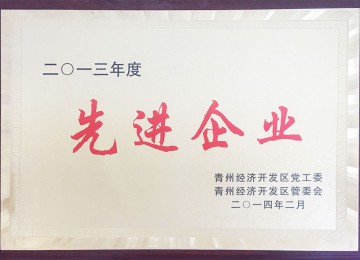 二〇一三年度
先进企业
青州经济开发区党工委
青州经济开发区管委会
二〇一四年二月